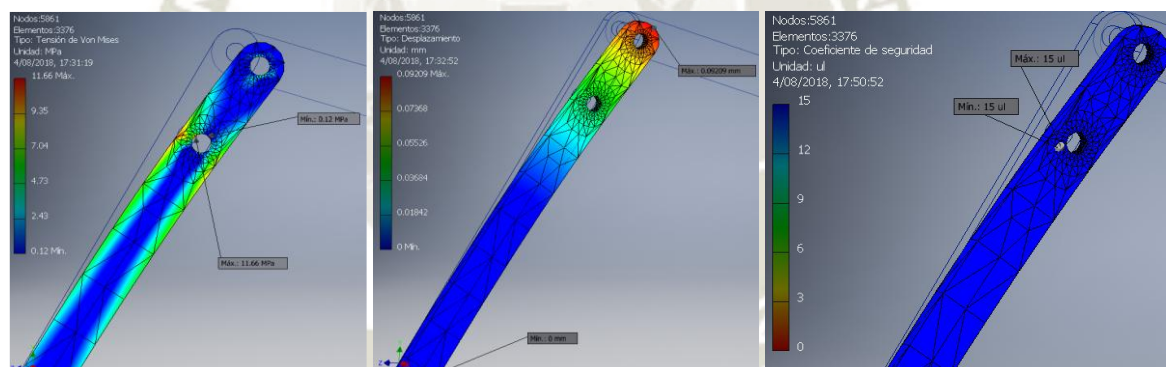 Nodos:5861
Elementos:3376
Tipo: Tensión de Von Mises
Unidad: MPa
4/08/2018, 17:31:19
11.66 Máx.
9.35
7.04
4.73
2.43
0.12 Mín.
Mín.: 0.12 MPa
Máx.: 11.66 MPa
Nodos:5861
Elementos:3376
Tipo: Desplazamiento
Unidad: mm
4/08/2018, 17:32:52
0.09209 Máx.
0.07368
0.05526
0.03684
0.01842
0 Mín.
Máx.: 0.09209 mm
Mín.: 0 mm
Z
Nodos:5861
Elementos:3376
Tipo: Coeficiente de seguridad
Unidad: ul
4/08/2018, 17:50:52
15
12
9
6
3
0
Máx.: 15 ul
Mín.: 15 ul